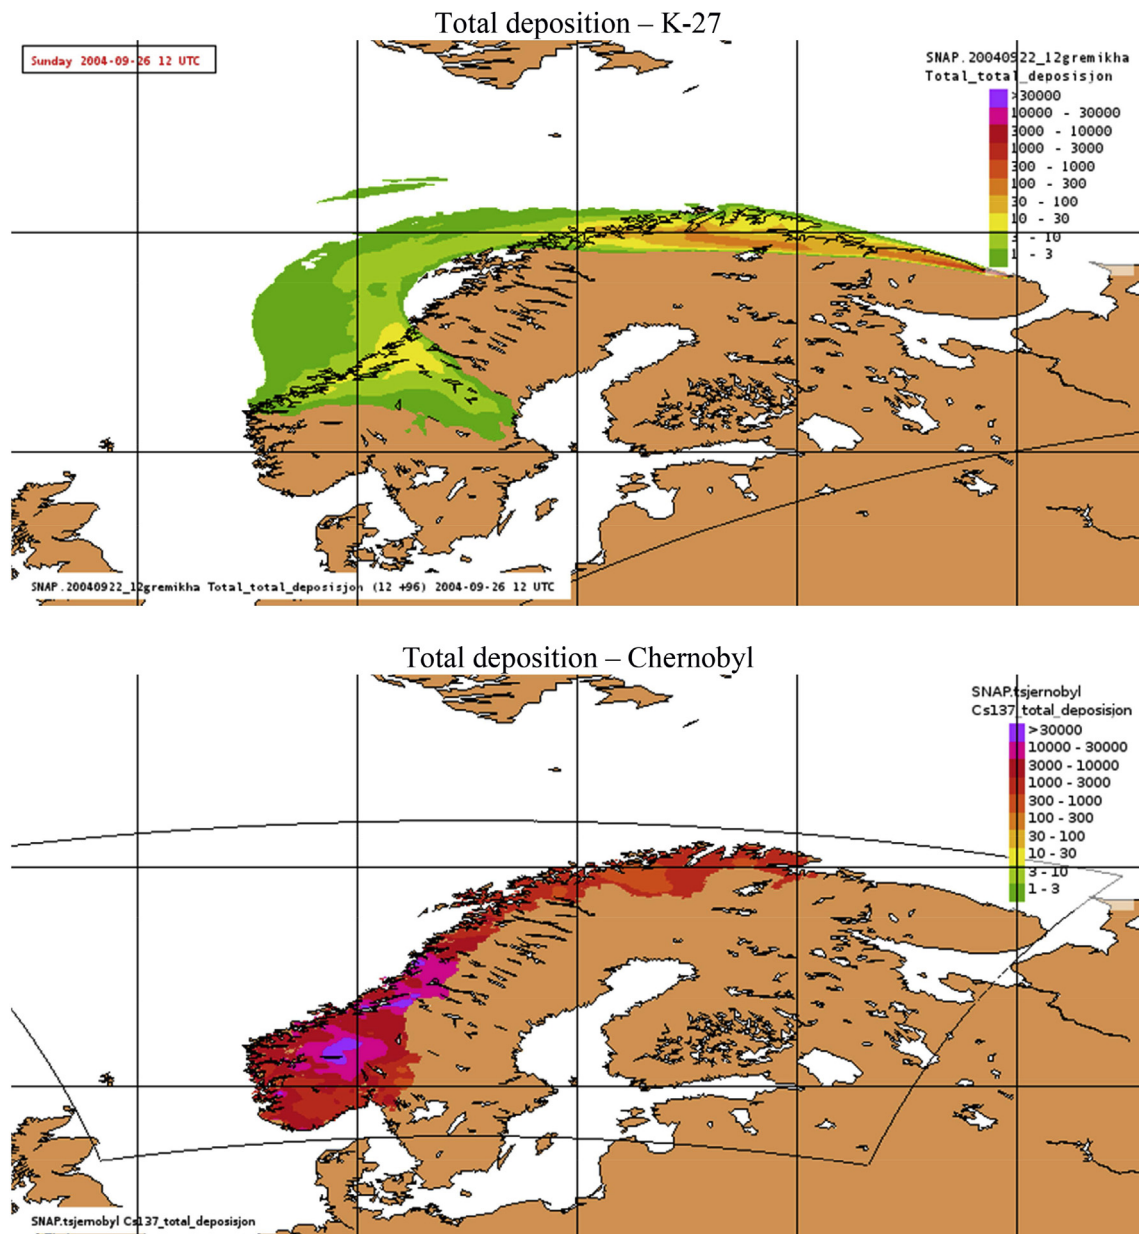 Total deposition – K-27
Sunday 2004-09-26 12 UTC
SNAP.20040922_12gremikha
Total_total_deposisjon
>30000
10000 - 30000
3000 - 10000
1000 - 3000
300 - 1000
100 - 300
30 - 100
10 - 30
3 - 10
1 - 3
SNAP.20040922_12gremikha Total_total_deposisjon (12 +96) 2004-09-26 12 UTC
Total deposition – Chernobyl
SNAP.tsjernobyl
Cs137_total_deposisjon
>30000
10000 - 30000
3000 - 10000
1000 - 3000
300 - 1000
100 - 300
30 - 100
10 - 30
3 - 10
1 - 3
SNAP.tsjernobyl Cs137_total_deposisjon